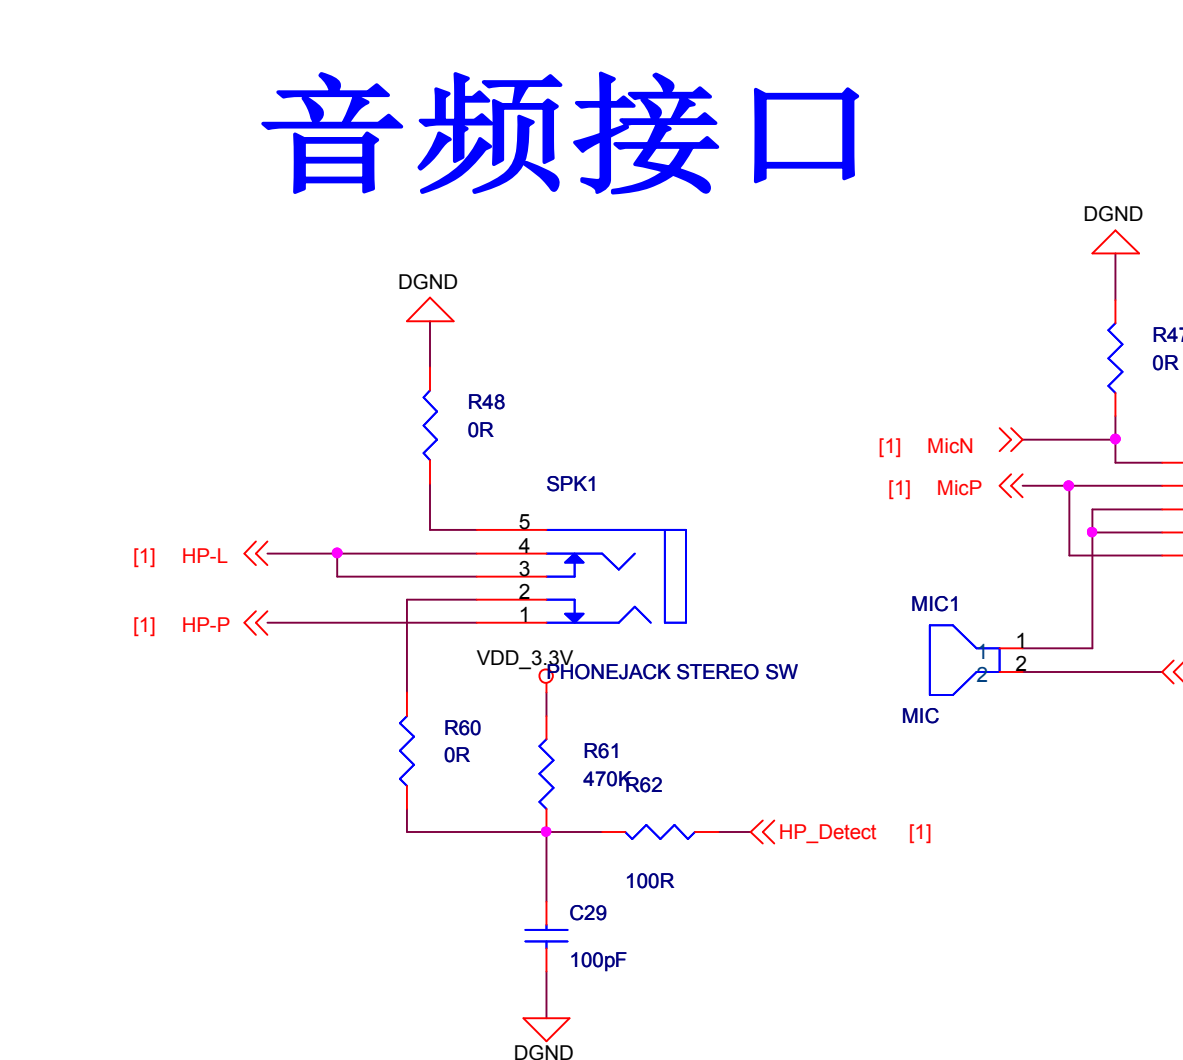 音频接口
DGND
DGND
R47
0R
R48
0R
[1] MicN
[1] MicP
SPK1
5
4
3
2
1
[1] HP-L
[1] HP-P
MIC1
1
2
1
2
MIC
VDD_3.3V
PHONEJACK STEREO SW
R60
0R
R61
470K
R62
HP_Detect [1]
100R
C29
100pF
DGND